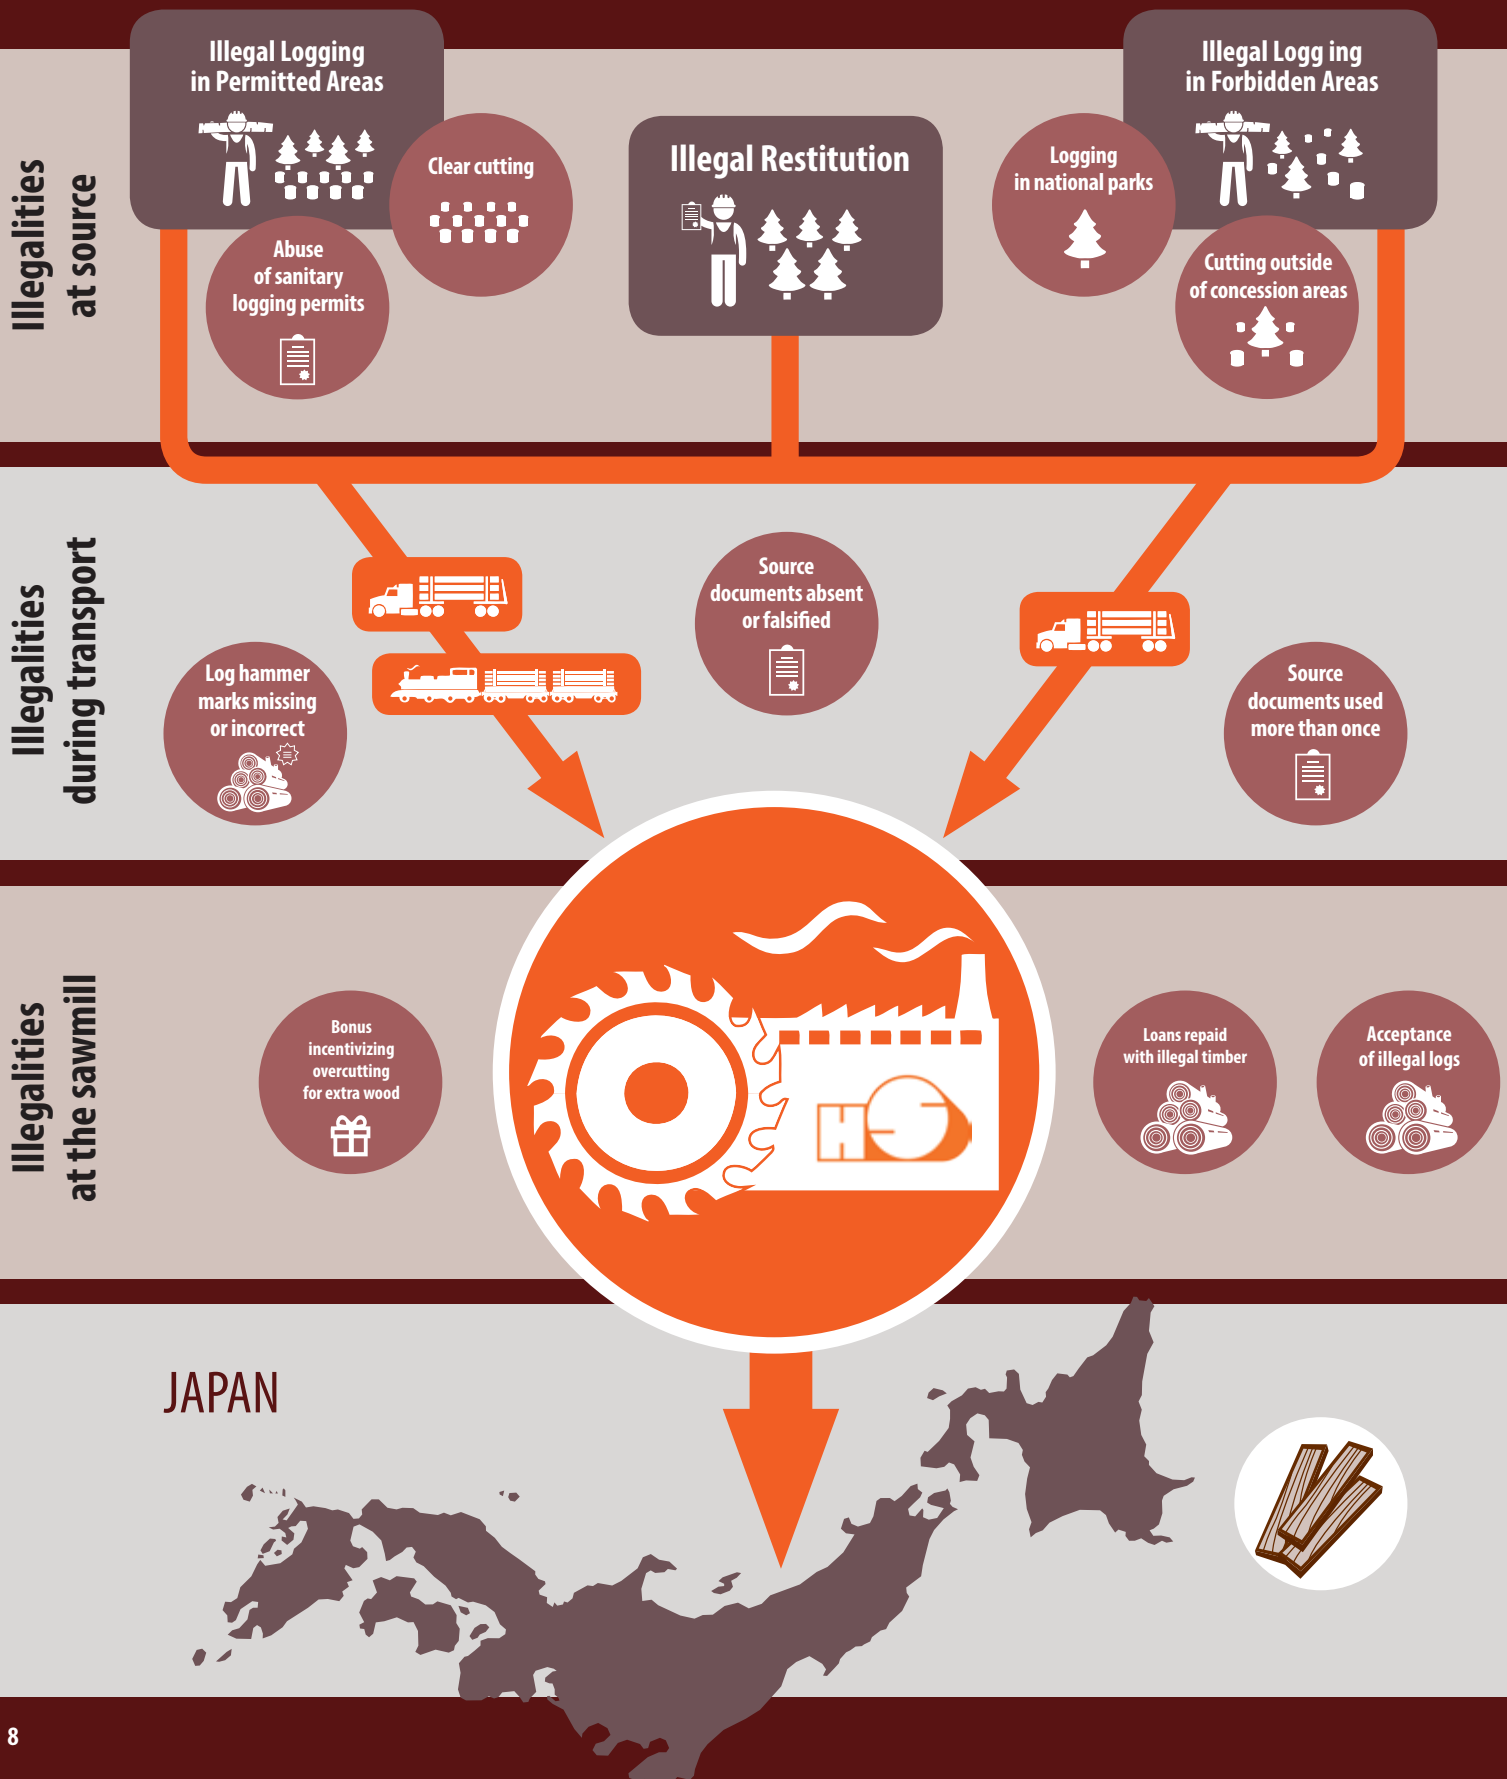 Illegalities
at source
Illegal Logging
in Permitted Areas
Clear cutting
Abuse
of sanitary
logging permits
Illegal Restitution
Logging
in national parks
Illegal Logg ing
in Forbidden Areas
Cutting outside
of concession areas
Illegalities
during transport
Log hammer
marks missing
or incorrect
Source
documents absent
or falsified
Source
documents used
more than once
Illegalities
at the sawmill
Bonus
incentivizing
overcutting
for extra wood
HS
Loans repaid
with illegal timber
Acceptance
of illegal logs
JAPAN
8